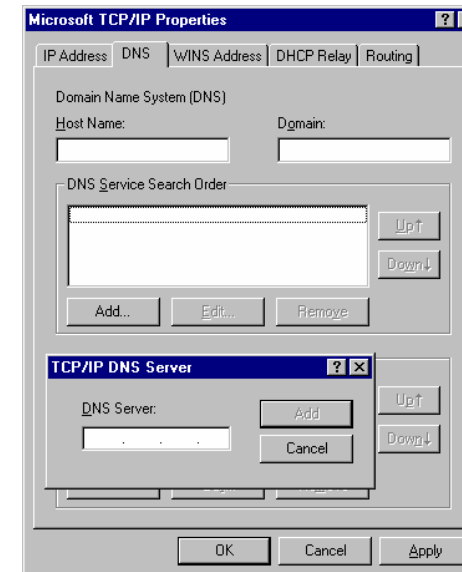 Microsoft TCP/IP Properties
IP Address DNS WINS Address DHCP Relay Routing
Domain Name System (DNS)
Host Name: Domain:
DNS Service Search Order
Up↑
Down↓
Add... Edit... Remove
TCP/IP DNS Server
DNS Server:
Add
Cancel
Up↑
Down↓
OK Cancel Apply